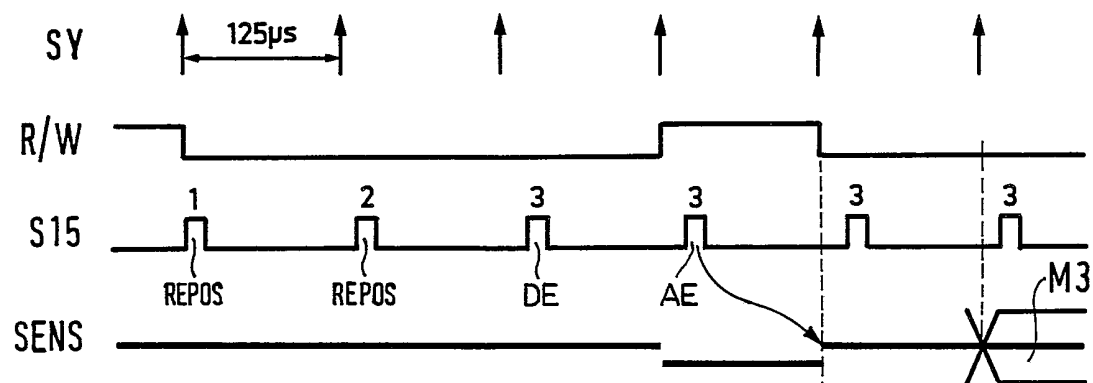 SY 125µs
R/W
1 2 3 3 3 3
S15
REPOS REPOS DE AE M3
SENS